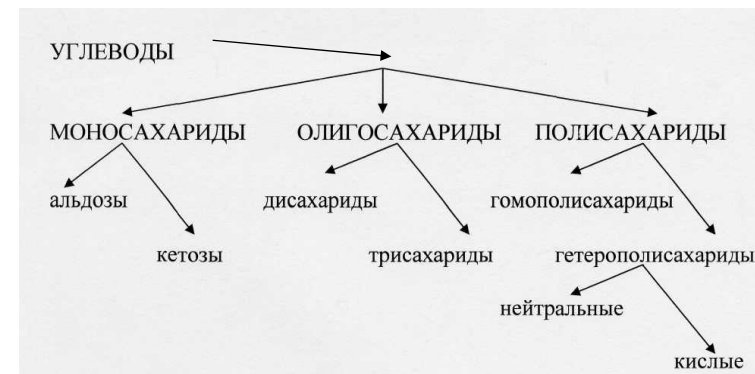 УГЛЕВОДЫ
МОНОСАХАРИДЫ ОЛИГОСАХАРИДЫ ПОЛИСАХАРИДЫ
альдозы дисахариды гомополисахариды
кетозы трисахариды гетерополисахариды
нейтральные
кислые